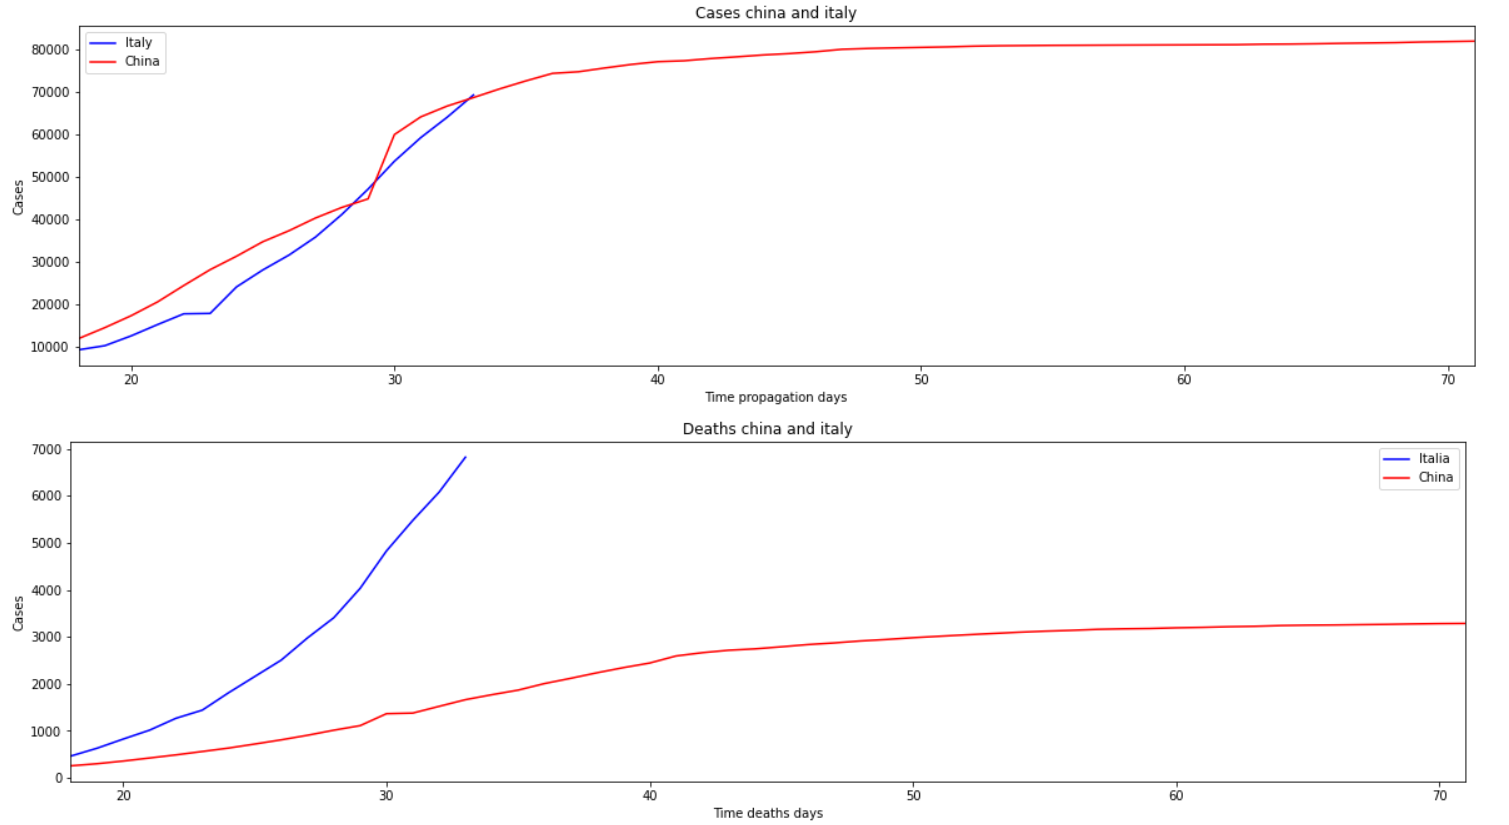 Cases china and italy
Italy
China
80000
70000
60000
50000
40000
30000
20000
10000
Cases
20 30 40 50 60 70
Time propagation days
Deaths china and italy
Italia
China
7000
6000
5000
4000
3000
2000
1000
0
Cases
20 30 40 50 60 70
Time deaths days